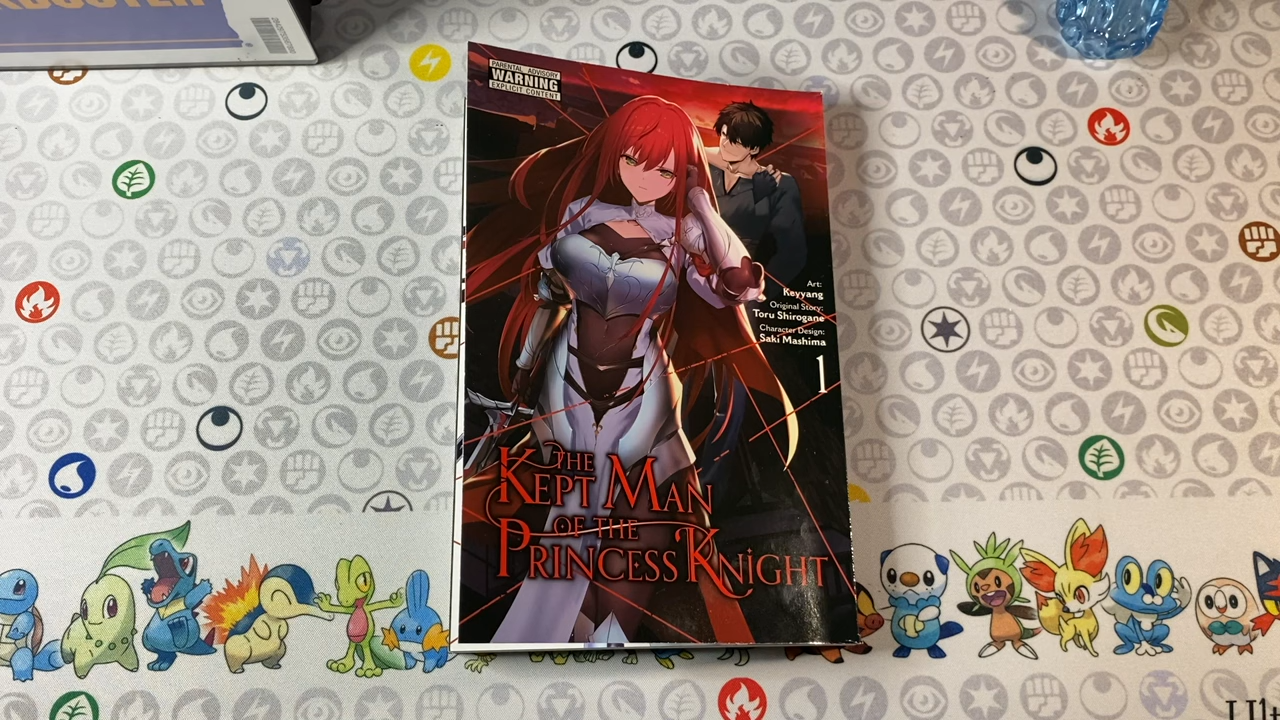 PARENTAL ADVISORY
WARNING
EXPLICIT CONTENT
Art:
Keyyang
Original Story:
Toru Shirogane
Character Design:
Saki Mashima
1
THE
KEPT MAN
OF THE
PRINCESS KNIGHT